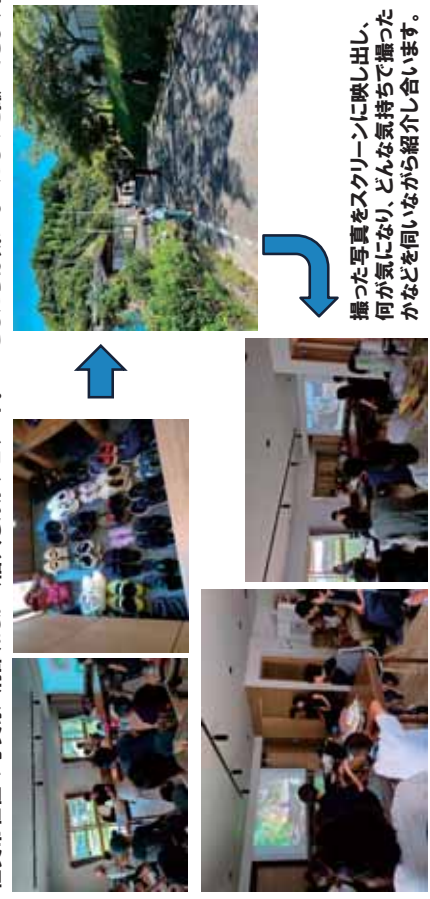 撮った写真をスクリーンに映し出し、
何が気になり、どんな気持ちで撮った
かなどを伺いながら紹介し合います。